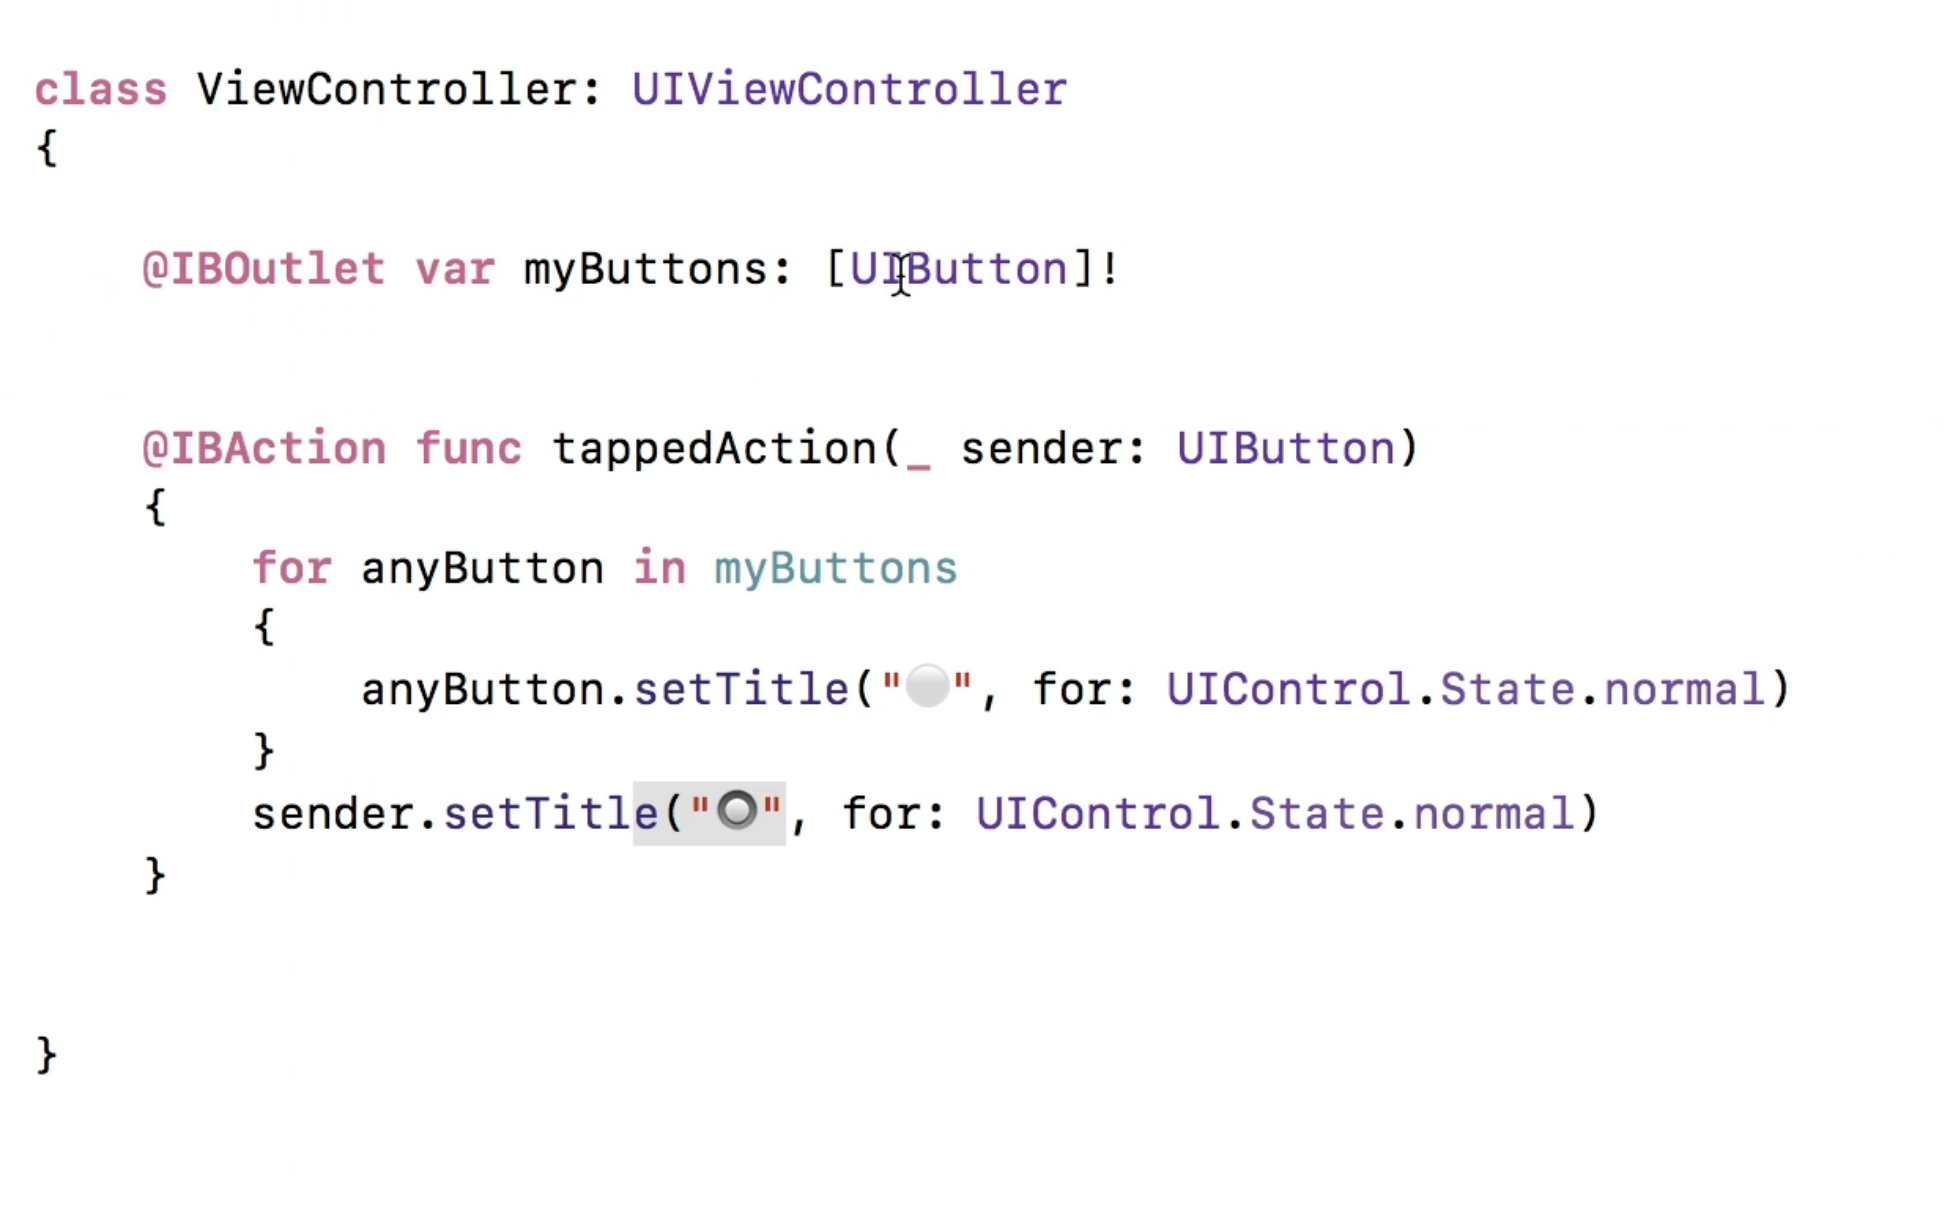 class ViewController: UIViewController
{
@IBOutlet var myButtons: [UIButton]!
@IBAction func tappedAction(_ sender: UIButton)
{
for anyButton in myButtons
{
anyButton.setTitle("⚪️", for: UIControl.State.normal)
}
sender.setTitle("🔘", for: UIControl.State.normal)
}
}